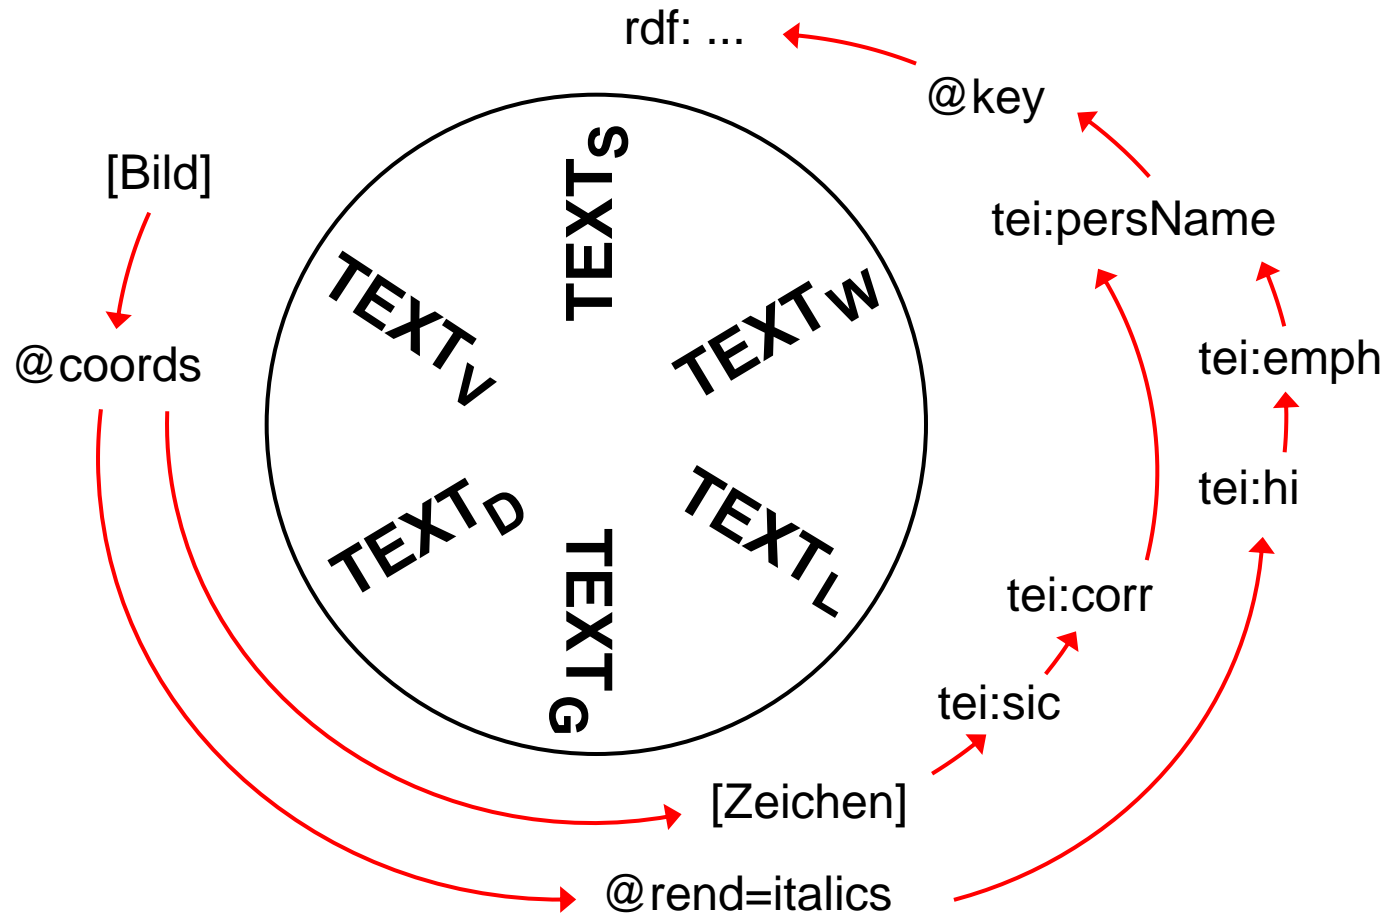 rdf: ...
@key
[Bild]
tei:persName
@coords
tei:emph
tei:hi
tei:corr
tei:sic
[Zeichen]
@rend=italics
TEXTS
TEXTW
TEXTL
TEXTG
TEXTD
TEXTV